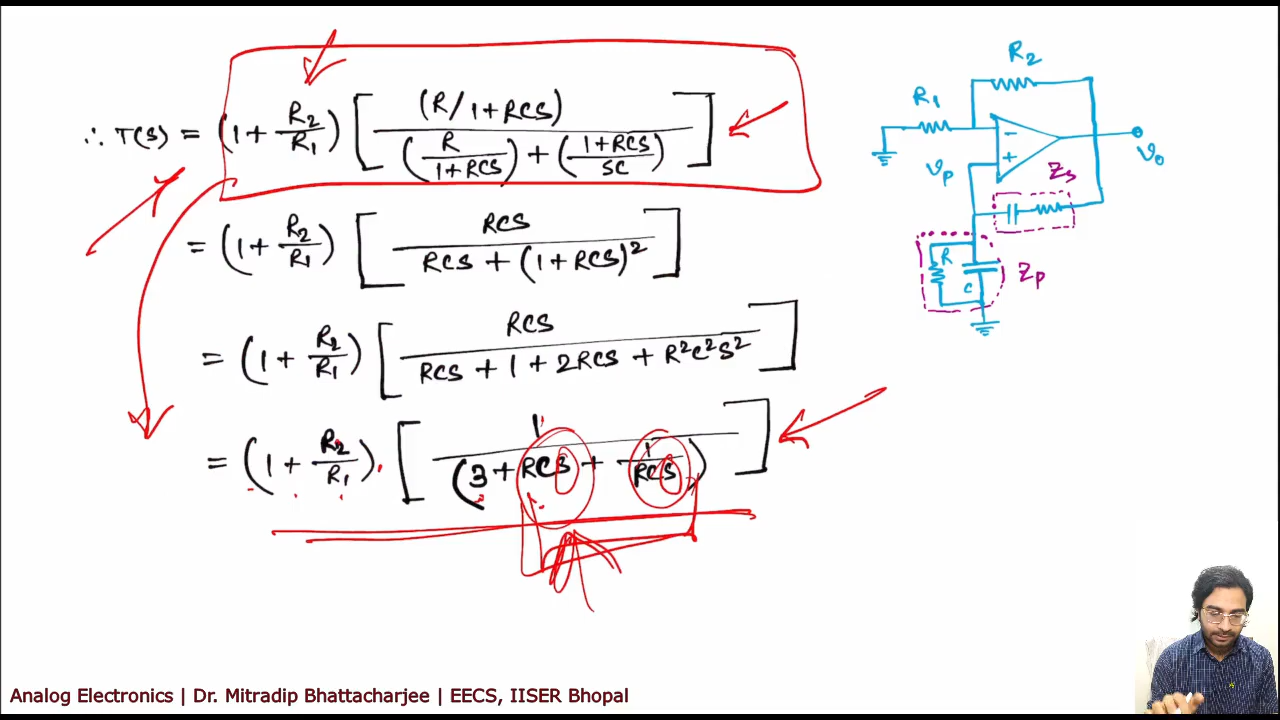 ∴ T(S) = (1 + R₂/R₁) [ (R/1+RCS) / ((R/1+RCS) + (1+RCS/SC)) ]
= (1 + R₂/R₁) [ RCS / (RCS + (1+RCS)²) ]
= (1 + R₂/R₁) [ RCS / (RCS + 1 + 2RCS + R²C²S²) ]
= (1 + R₂/R₁) . [ 1 / (3 + RCS + 1/RCS) ]
R₂
R₁
−
+
Vₚ
V₀
Zₛ
R
C
Zₚ
Analog Electronics | Dr. Mitradip Bhattacharjee | EECS, IISER Bhopal